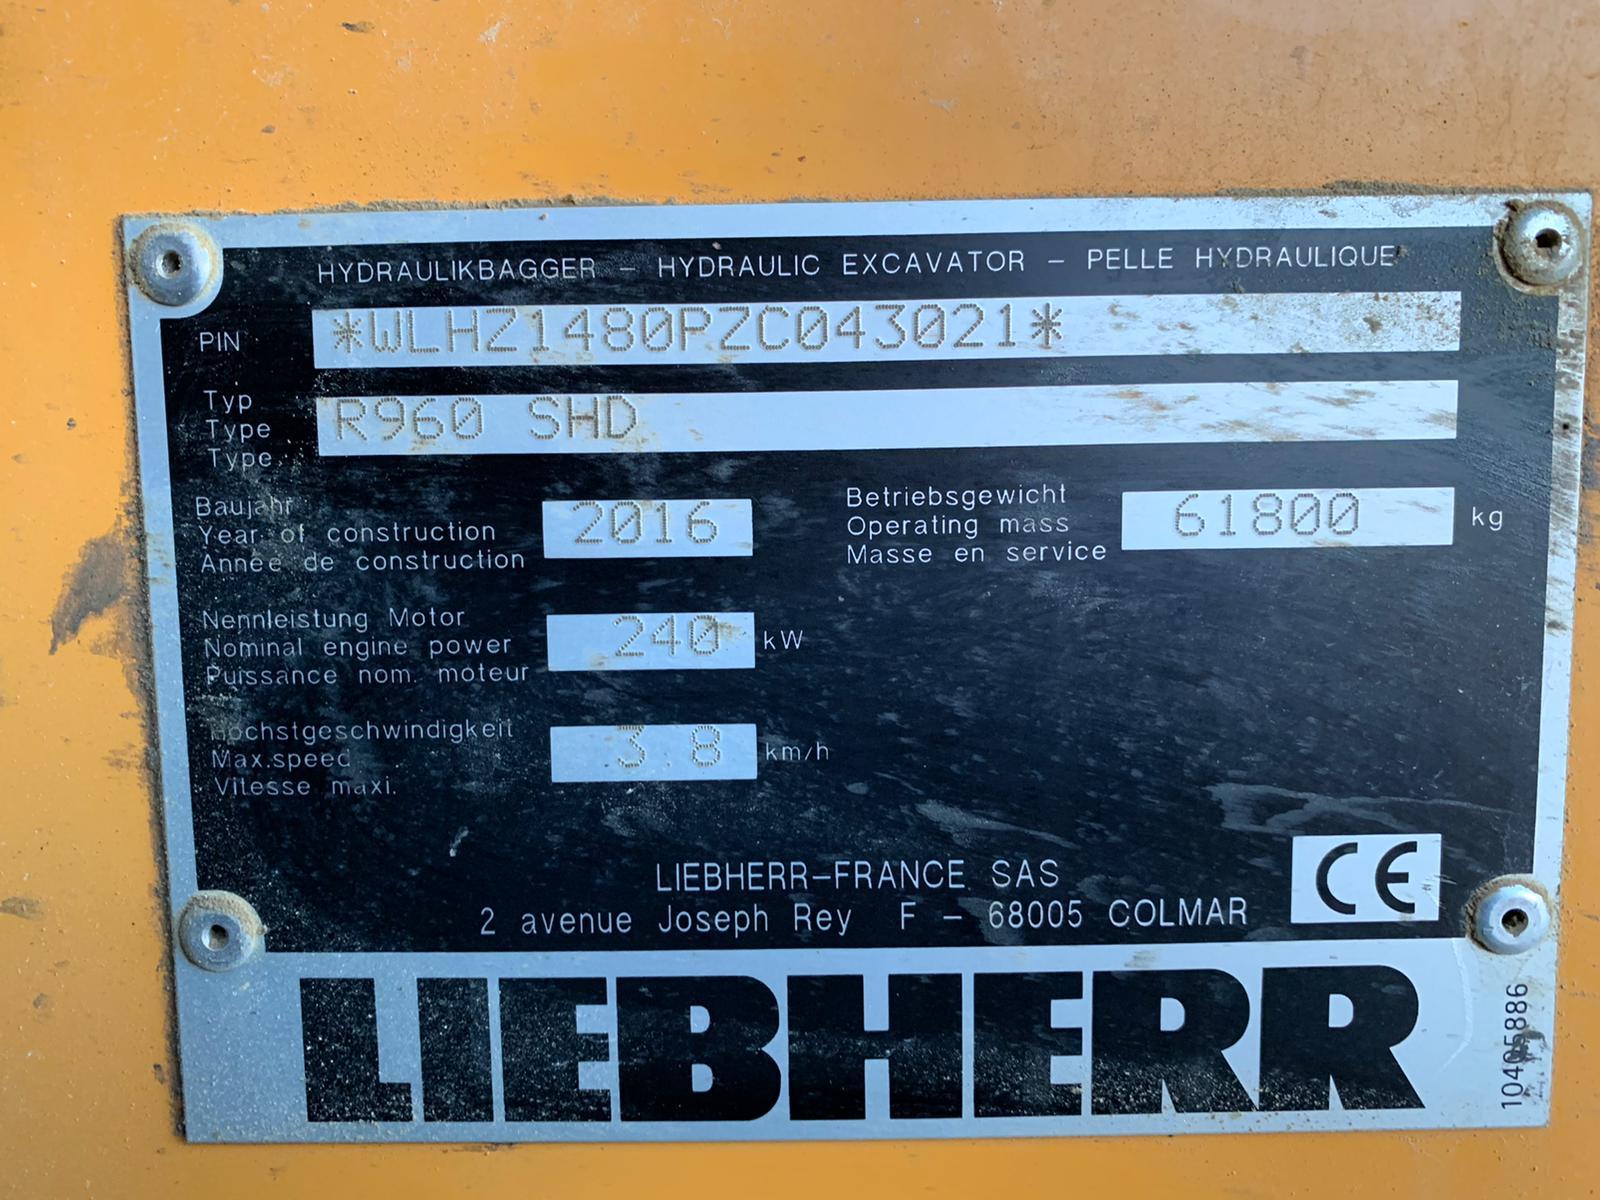 HYDRAULIKBAGGER - HYDRAULIC EXCAVATOR - PELLE HYDRAULIQUE
PIN *WLHZ1480PZC043021*
Typ
Type R960 SHD
Type
Baujahr
Year of construction 2016
Année de construction
Betriebsgewicht
Operating mass 61800 kg
Masse en service
Nennleistung Motor
Nominal engine power 240 kW
Puissance nom. moteur
Höchstgeschwindigkeit
Max.speed 3.8 km/h
Vitesse maxi.
LIEBHERR-FRANCE SAS
2 avenue Joseph Rey F - 68005 COLMAR
CE
LIEBHERR
10405886